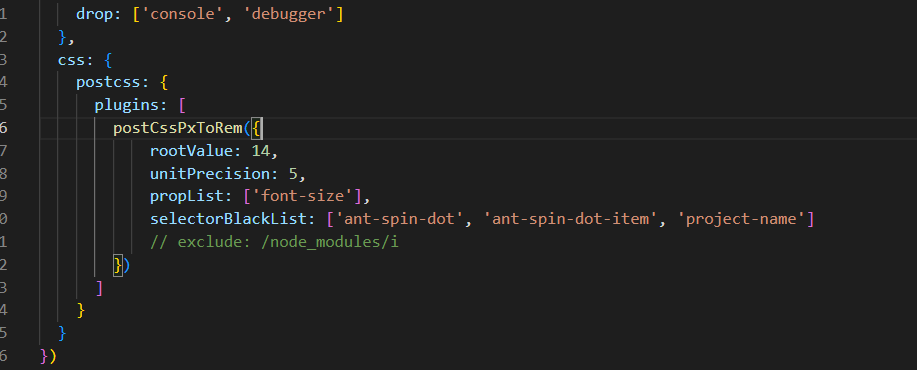 1 drop: ['console', 'debugger']
2 },
3 css: {
4 postcss: {
5 plugins: [
6 postCssPxToRem({
7 rootValue: 14,
8 unitPrecision: 5,
9 propList: ['font-size'],
0 selectorBlackList: ['ant-spin-dot', 'ant-spin-dot-item', 'project-name']
1 // exclude: /node_modules/i
2 })
3 ]
4 }
5 }
6 })